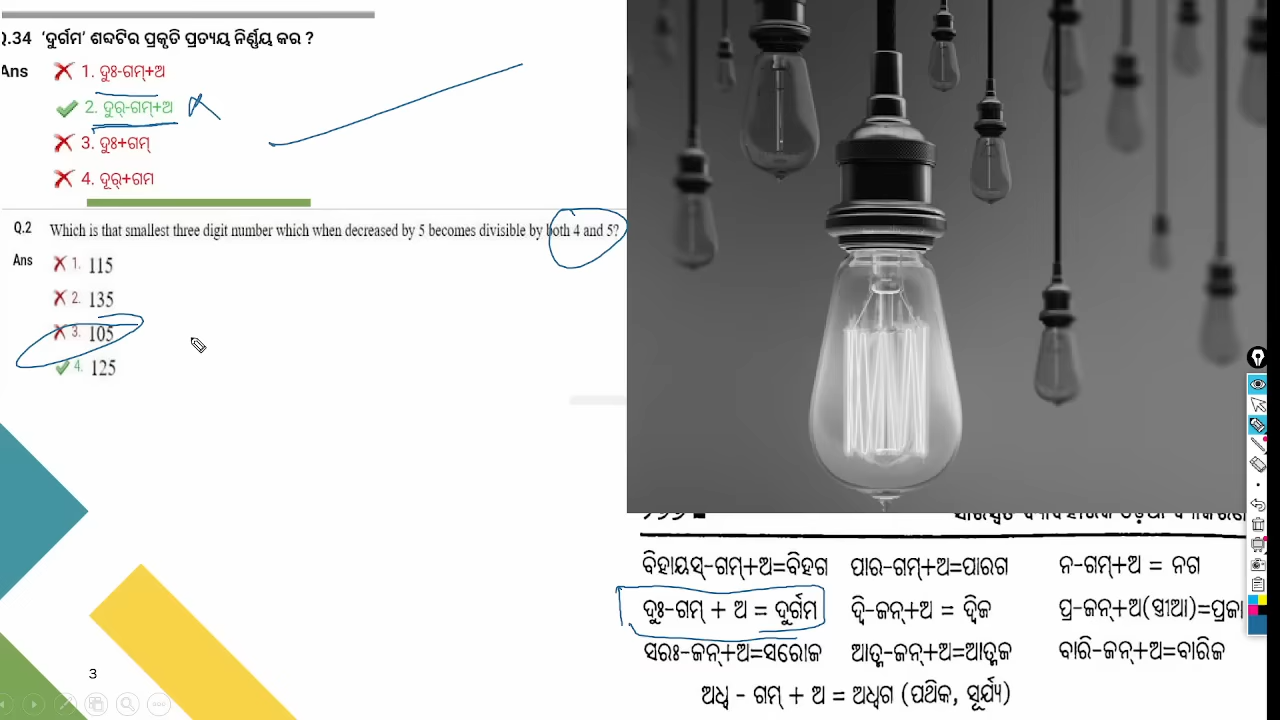 Q.34 'ଦୁର୍ଗମ' ଶବ୍ଦଟିର ପ୍ରକୃତି ପ୍ରତ୍ୟୟ ନିର୍ଣ୍ଣୟ କର ?
Ans 1. ଦୁଃ-ଗମ୍+ଅ
2. ଦୁର୍-ଗମ୍+ଅ
3. ଦୁଃ+ଗମ୍
4. ଦୂର୍+ଗମ
Q.2 Which is that smallest three digit number which when decreased by 5 becomes divisible by both 4 and 5?
Ans 1. 115
2. 135
3. 105
4. 125
ବିହାୟସ୍-ଗମ୍+ଅ=ବିହଗ ପାର-ଗମ୍+ଅ=ପାରଗ ନ-ଗମ୍+ଅ = ନଗ
ଦୁଃ-ଗମ୍ + ଅ = ଦୁର୍ଗମ ଦ୍ୱି-ଜନ୍+ଅ = ଦ୍ୱିଜ ପ୍ର-ଜନ୍+ଅ(ସ୍ତ୍ରୀଆ)=ପ୍ରଜା
ସରଃ-ଜନ୍+ଅ=ସରୋଜ ଆତ୍ମ-ଜନ୍+ଅ=ଆତ୍ମଜ ବାରି-ଜନ୍+ଅ=ବାରିଜ
ଅଧ୍ୱ - ଗମ୍ + ଅ = ଅଧ୍ୱଗ (ପଥିକ, ସୂର୍ଯ୍ୟ)
3